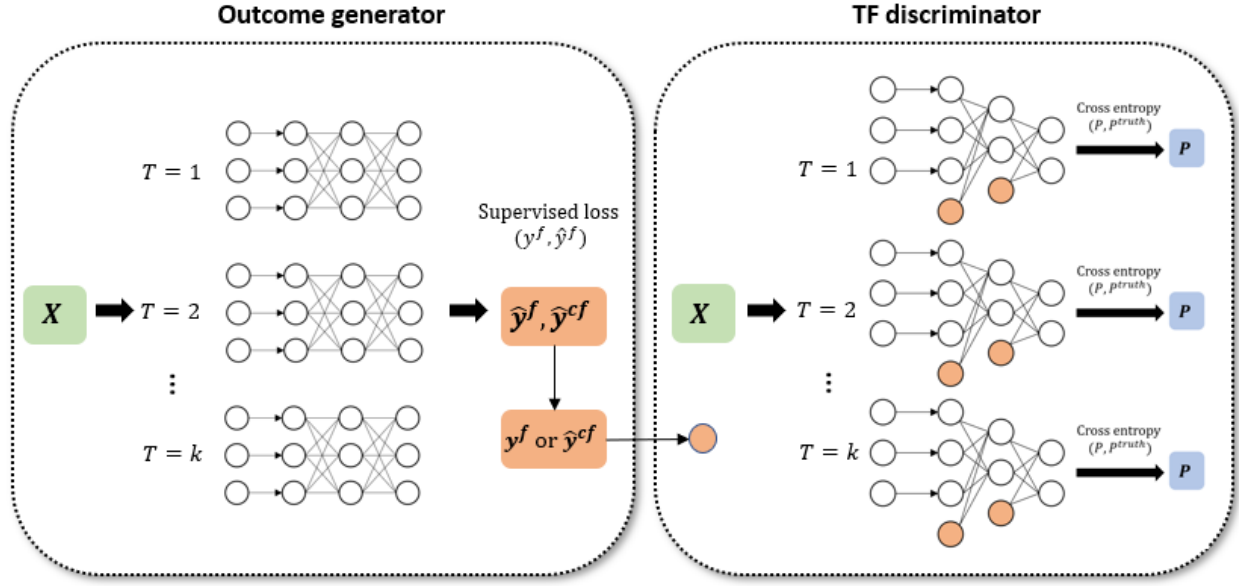 Outcome generator
T = 1
X
T = 2
⋮
T = k
Supervised loss
(y^f, ŷ^f)
ŷ^f, ŷ^cf
y^f or ŷ^cf
TF discriminator
X
T = 1
Cross entropy
(P, P^truth)
P
T = 2
Cross entropy
(P, P^truth)
P
⋮
T = k
Cross entropy
(P, P^truth)
P